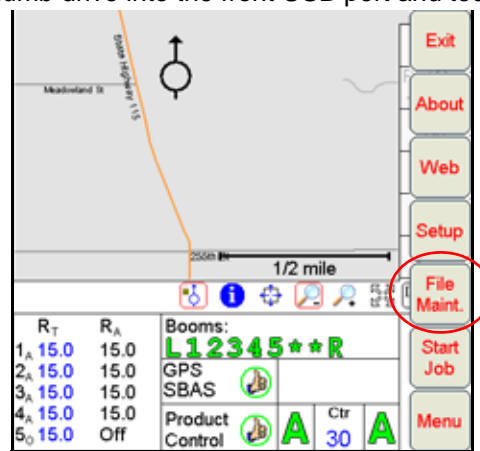 umb drive into the front USB port and to
State Highway 115
Meadowland St
Exit
About
Web
Setup
File
Maint.
Start
Job
Menu
1/2 mile
RT RA
1A 15.0 15.0
2A 15.0 15.0
3A 15.0 15.0
4A 15.0 15.0
5O 15.0 Off
Booms:
L12345**R
GPS
SBAS
Product
Control
A
Ctr
30
A